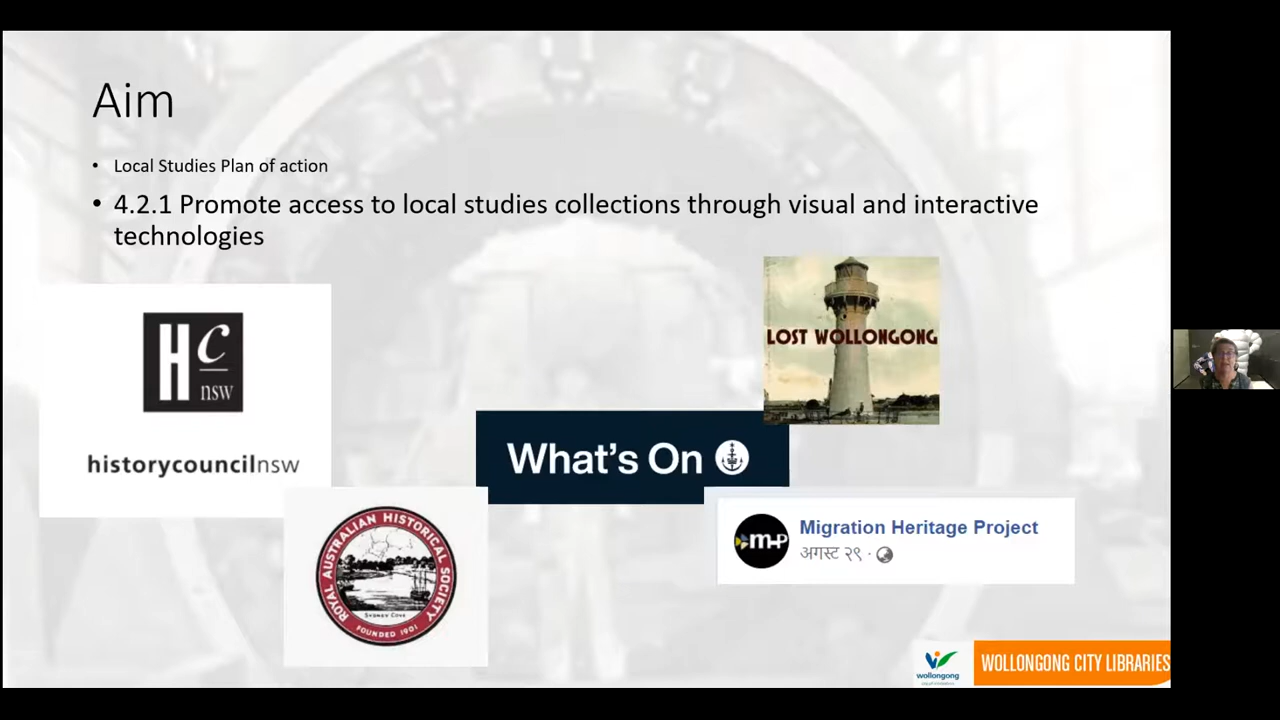 Aim
• Local Studies Plan of action
• 4.2.1 Promote access to local studies collections through visual and interactive
technologies
LOST WOLLONGONG
Hc
nsw
historycouncilnsw
What's On
ROYAL AUSTRALIAN HISTORICAL SOCIETY
SYDNEY COVE
FOUNDED 1901
mHP
Migration Heritage Project
अगस्ट २९ ·
wollongong
WOLLONGONG CITY LIBRARIES